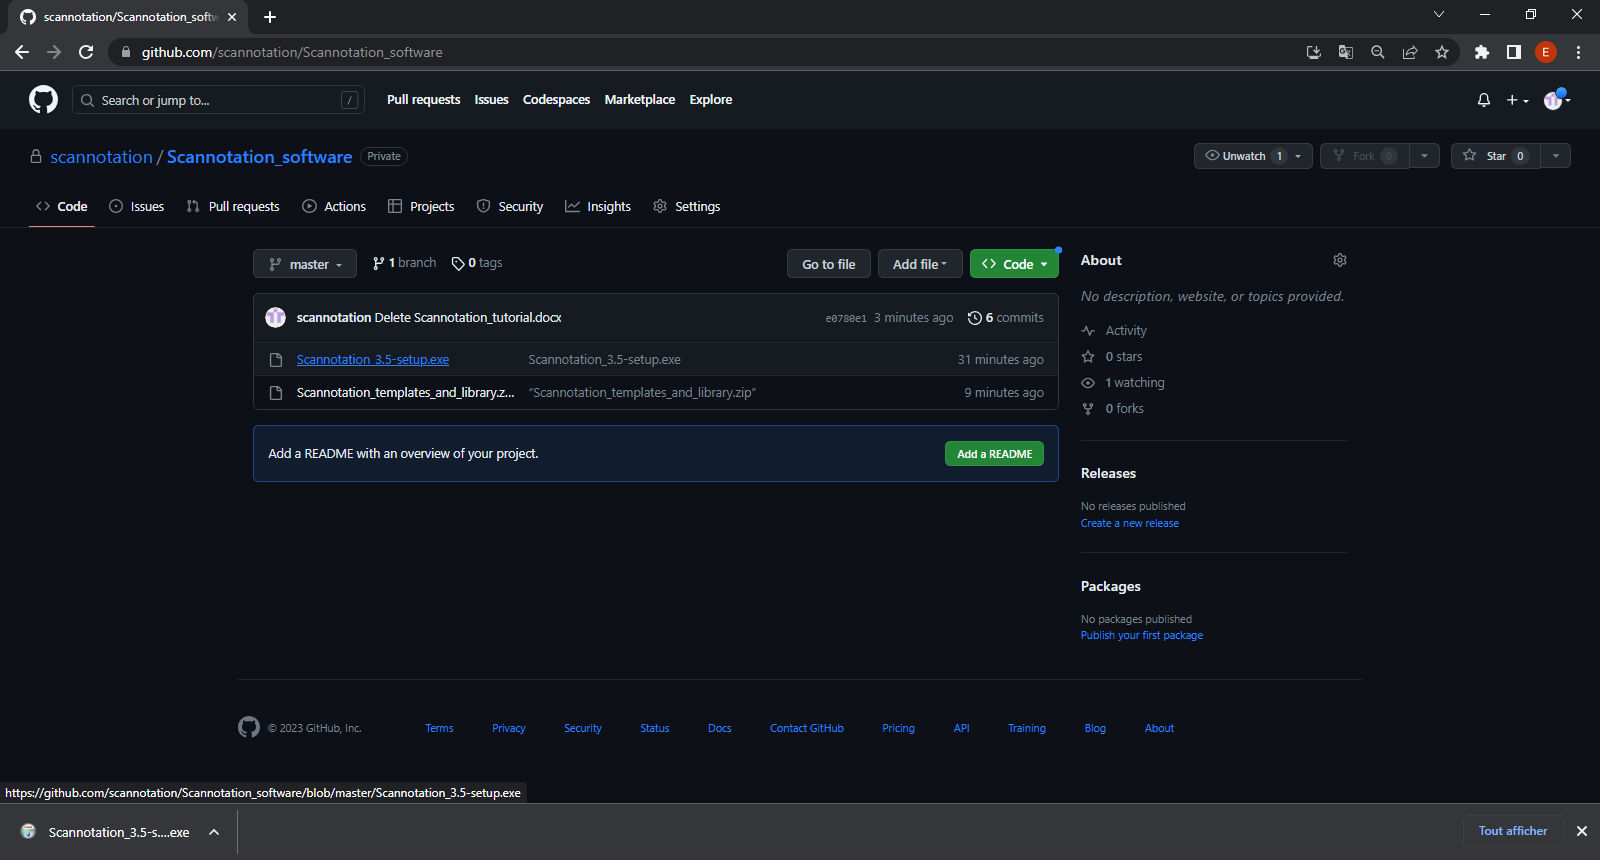 scannotation/Scannotation_softw
github.com/scannotation/Scannotation_software
E
Search or jump to...
/
Pull requests Issues Codespaces Marketplace Explore
scannotation / Scannotation_software Private
Unwatch 1 Fork 0 Star 0
Code Issues Pull requests Actions Projects Security Insights Settings
master 1 branch 0 tags Go to file Add file Code
scannotation Delete Scannotation_tutorial.docx e0780e1 3 minutes ago 6 commits
Scannotation_3.5-setup.exe Scannotation_3.5-setup.exe 31 minutes ago
Scannotation_templates_and_library.z... "Scannotation_templates_and_library.zip" 9 minutes ago
Add a README with an overview of your project. Add a README
About
No description, website, or topics provided.
Activity
0 stars
1 watching
0 forks
Releases
No releases published
Create a new release
Packages
No packages published
Publish your first package
© 2023 GitHub, Inc. Terms Privacy Security Status Docs Contact GitHub Pricing API Training Blog About
https://github.com/scannotation/Scannotation_software/blob/master/Scannotation_3.5-setup.exe
Scannotation_3.5-s....exe Tout afficher